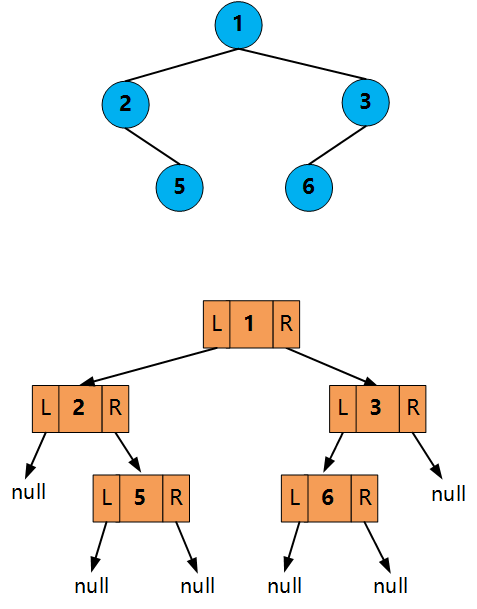 1
2 3
5 6
L 1 R
L 2 R L 3 R
null null
L 5 R L 6 R
null null null null